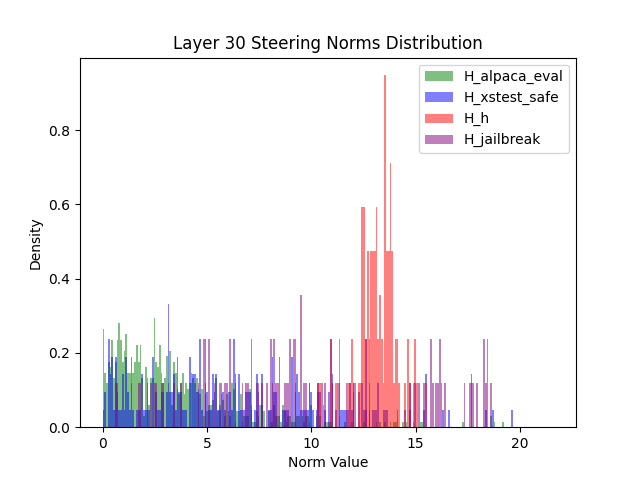 Layer 30 Steering Norms Distribution
H_alpaca_eval
H_xstest_safe
H_h
H_jailbreak
Density
0.8
0.6
0.4
0.2
0.0
0 5 10 15 20
Norm Value